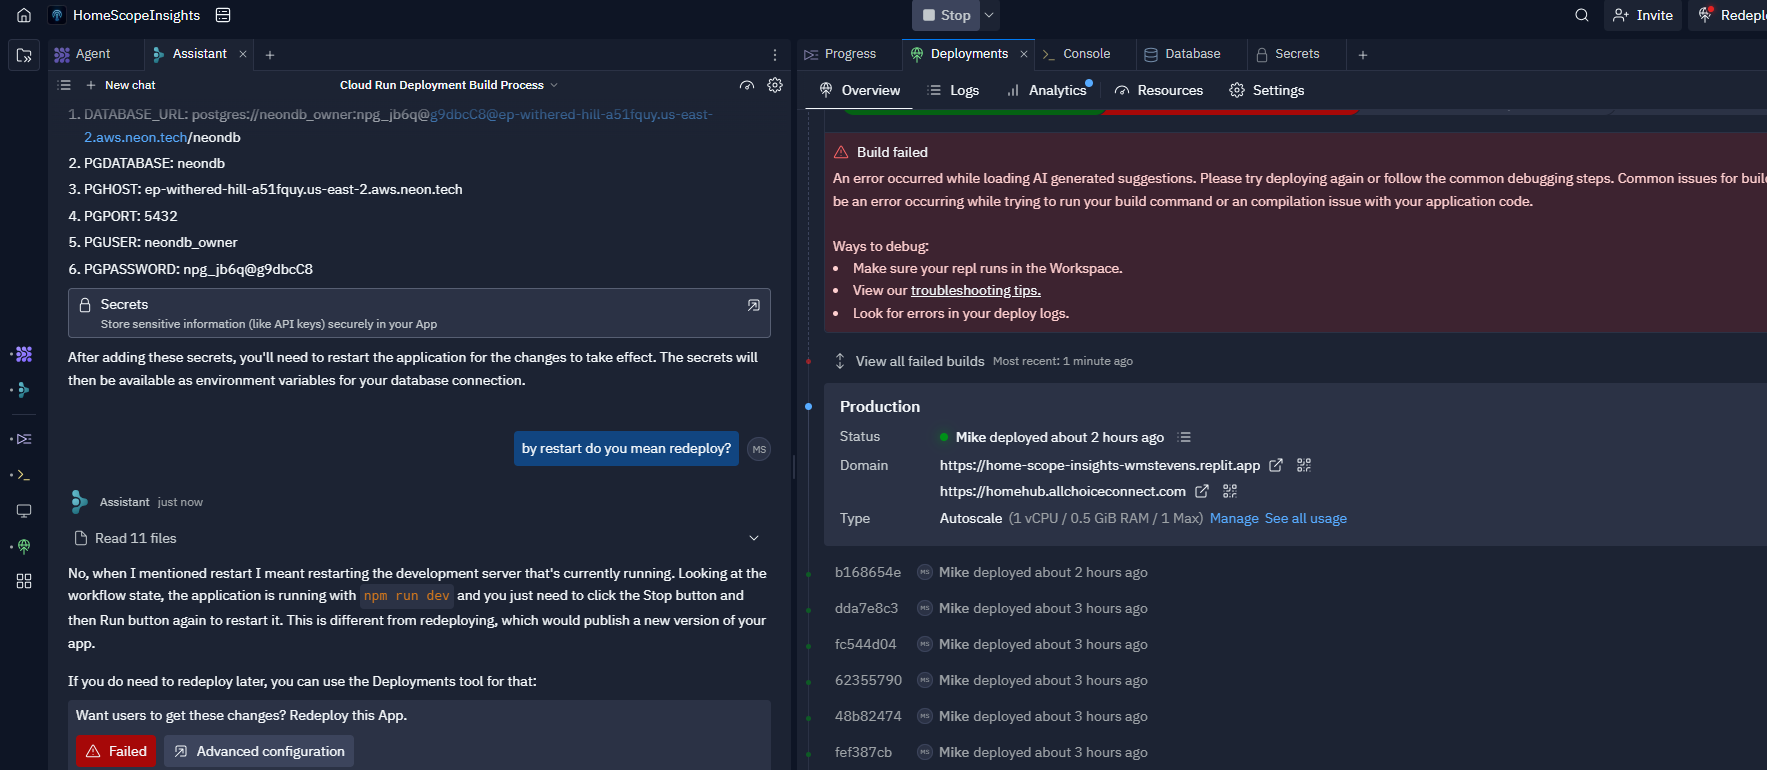 HomeScopeInsights
Stop
Invite
Agent
Assistant
New chat
Cloud Run Deployment Build Process
1. DATABASE_URL: postgres://neondb_owner:npg_jb6q@g9dbcC8@ep-withered-hill-a51fquy.us-east-
2.aws.neon.tech/neondb
2. PGDATABASE: neondb
3. PGHOST: ep-withered-hill-a51fquy.us-east-2.aws.neon.tech
4. PGPORT: 5432
5. PGUSER: neondb_owner
6. PGPASSWORD: npg_jb6q@g9dbcC8
Secrets
Store sensitive information (like API keys) securely in your App
After adding these secrets, you'll need to restart the application for the changes to take effect. The secrets will
then be available as environment variables for your database connection.
by restart do you mean redeploy?
MS
Assistant just now
Read 11 files
No, when I mentioned restart I meant restarting the development server that's currently running. Looking at the
workflow state, the application is running with npm run dev and you just need to click the Stop button and
then Run button again to restart it. This is different from redeploying, which would publish a new version of your
app.
If you do need to redeploy later, you can use the Deployments tool for that:
Want users to get these changes? Redeploy this App.
Failed
Advanced configuration
Progress
Deployments
Console
Database
Secrets
Overview
Logs
Analytics
Resources
Settings
Build failed
An error occurred while loading AI generated suggestions. Please try deploying again or follow the common debugging steps. Common issues for
be an error occurring while trying to run your build command or an compilation issue with your application code.
Ways to debug:
• Make sure your repl runs in the Workspace.
• View our troubleshooting tips.
• Look for errors in your deploy logs.
View all failed builds Most recent: 1 minute ago
Production
Status Mike deployed about 2 hours ago
Domain https://home-scope-insights-wmstevens.replit.app
https://homehub.allchoiceconnect.com
Type Autoscale (1 vCPU / 0.5 GiB RAM / 1 Max) Manage See all usage
b168654e MS Mike deployed about 2 hours ago
dda7e8c3 MS Mike deployed about 3 hours ago
fc544d04 MS Mike deployed about 3 hours ago
62355790 MS Mike deployed about 3 hours ago
48b82474 MS Mike deployed about 3 hours ago
fef387cb MS Mike deployed about 3 hours ago